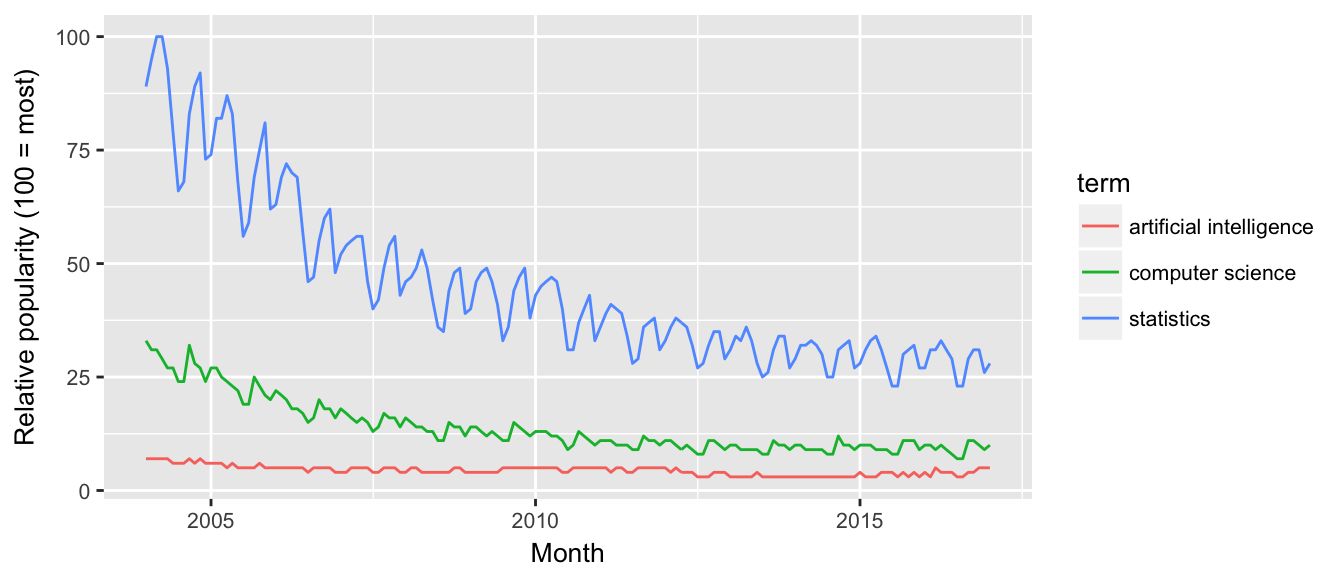 Relative popularity (100 = most)
100
75
50
25
0
2005 2010 2015
Month
term
artificial intelligence
computer science
statistics